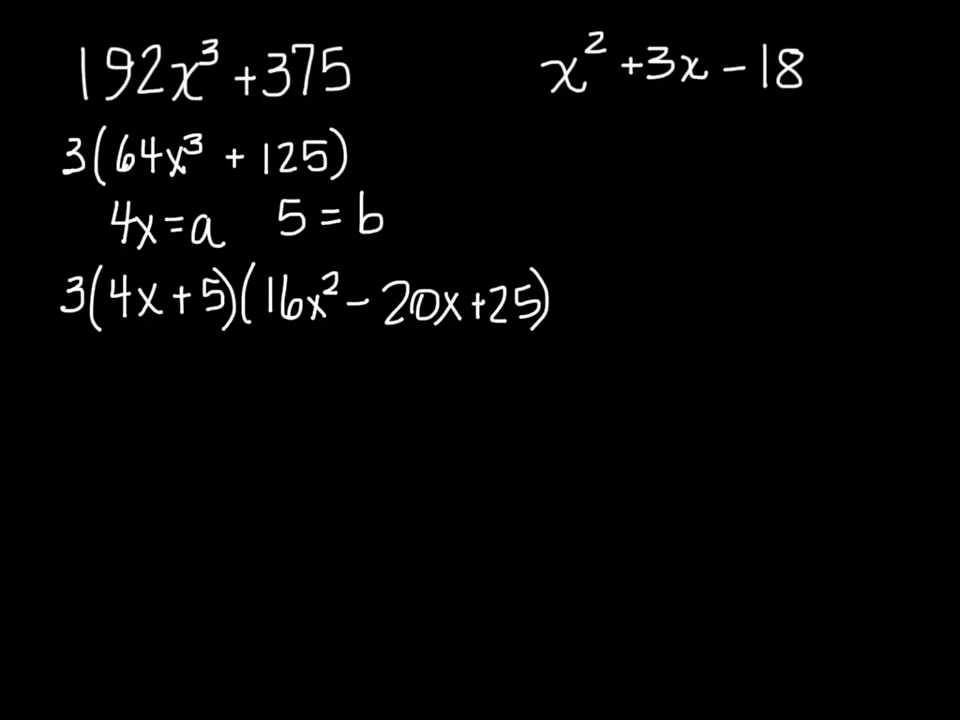 192x³ + 375
3(64x³ + 125)
4x = a 5 = b
3(4x + 5)(16x² - 20x + 25)
x² + 3x - 18